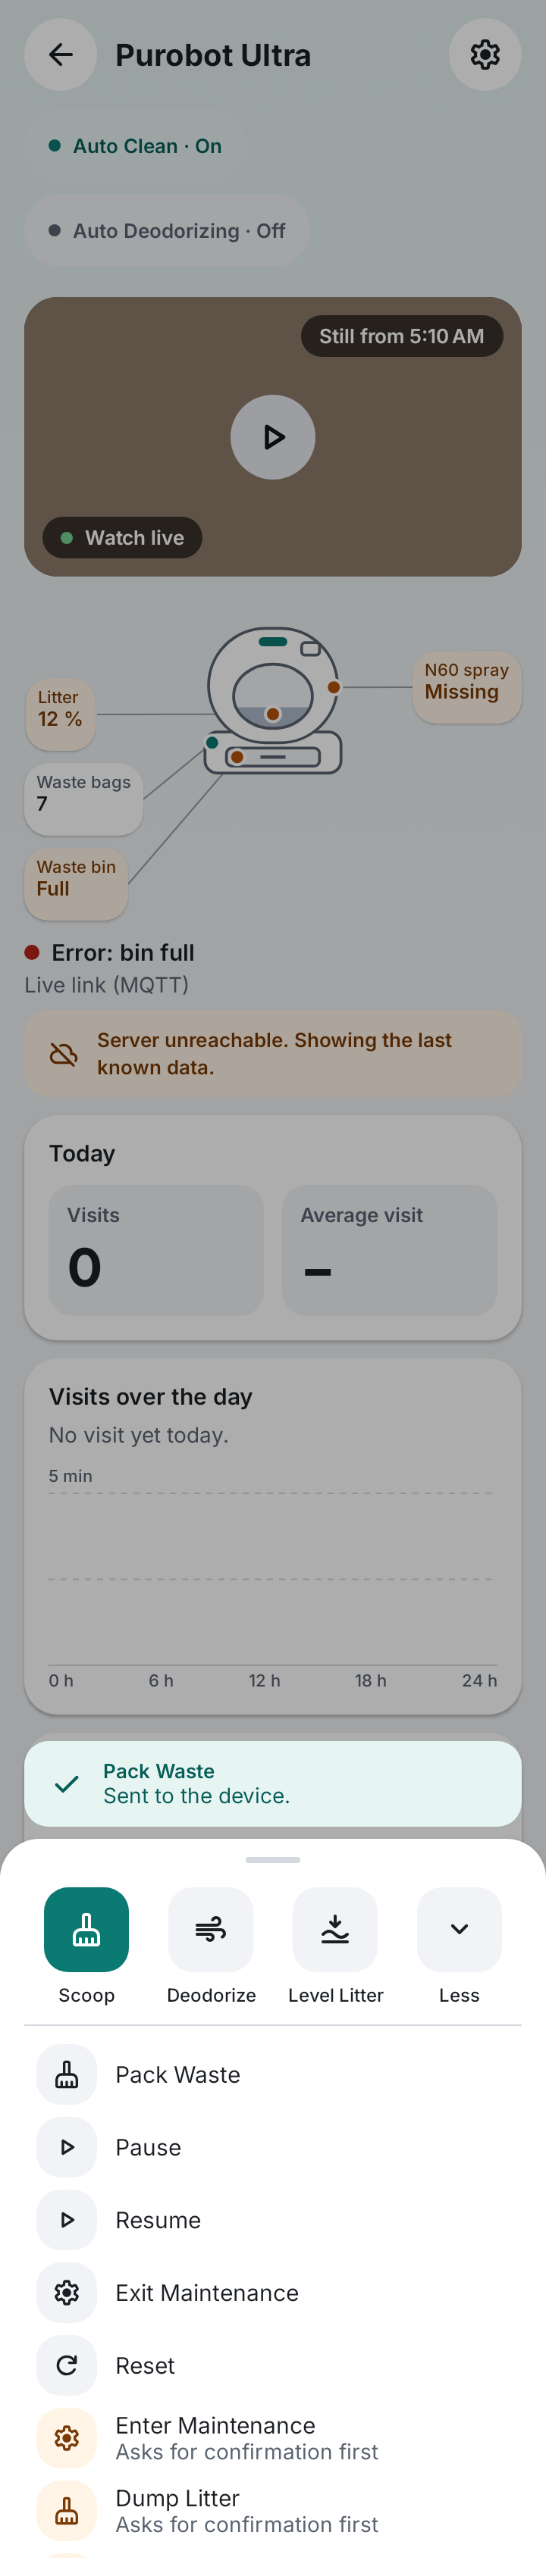 Purobot Ultra
Auto Clean · On
Auto Deodorizing · Off
Still from 5:10 AM
Watch live
N60 spray
Missing
Litter
12 %
Waste bags
7
Waste bin
Full
Error: bin full
Live link (MQTT)
Server unreachable. Showing the last
known data.
Today
Visits
0
Average visit
–
Visits over the day
No visit yet today.
5 min
0 h 6 h 12 h 18 h 24 h
Pack Waste
Sent to the device.
Scoop Deodorize Level Litter Less
Pack Waste
Pause
Resume
Exit Maintenance
Reset
Enter Maintenance
Asks for confirmation first
Dump Litter
Asks for confirmation first